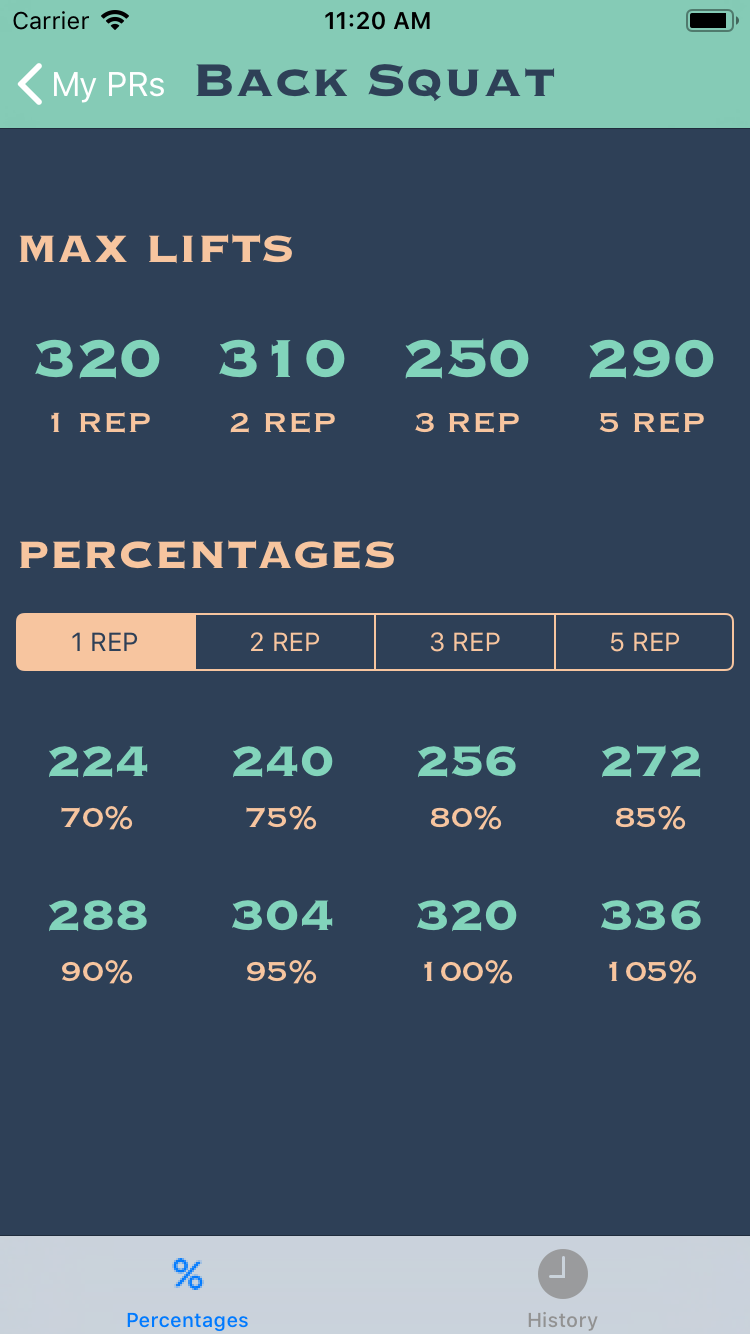 Carrier 11:20 AM
My PRs Back Squat
MAX LIFTS
320 310 250 290
1 REP 2 REP 3 REP 5 REP
PERCENTAGES
1 REP 2 REP 3 REP 5 REP
224 240 256 272
70% 75% 80% 85%
288 304 320 336
90% 95% 100% 105%
%
Percentages History